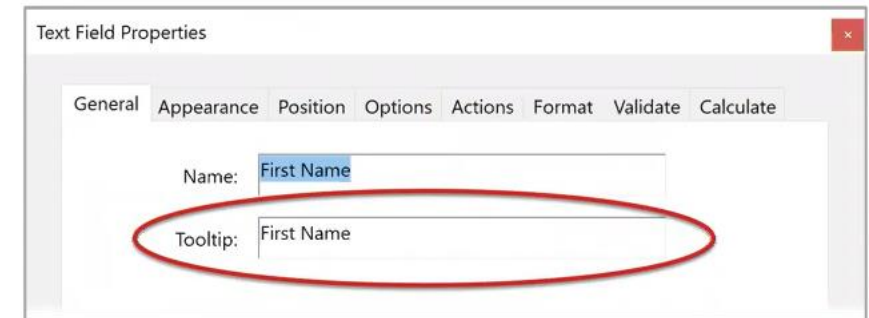 Text Field Properties
General Appearance Position Options Actions Format Validate Calculate
Name: First Name
Tooltip: First Name